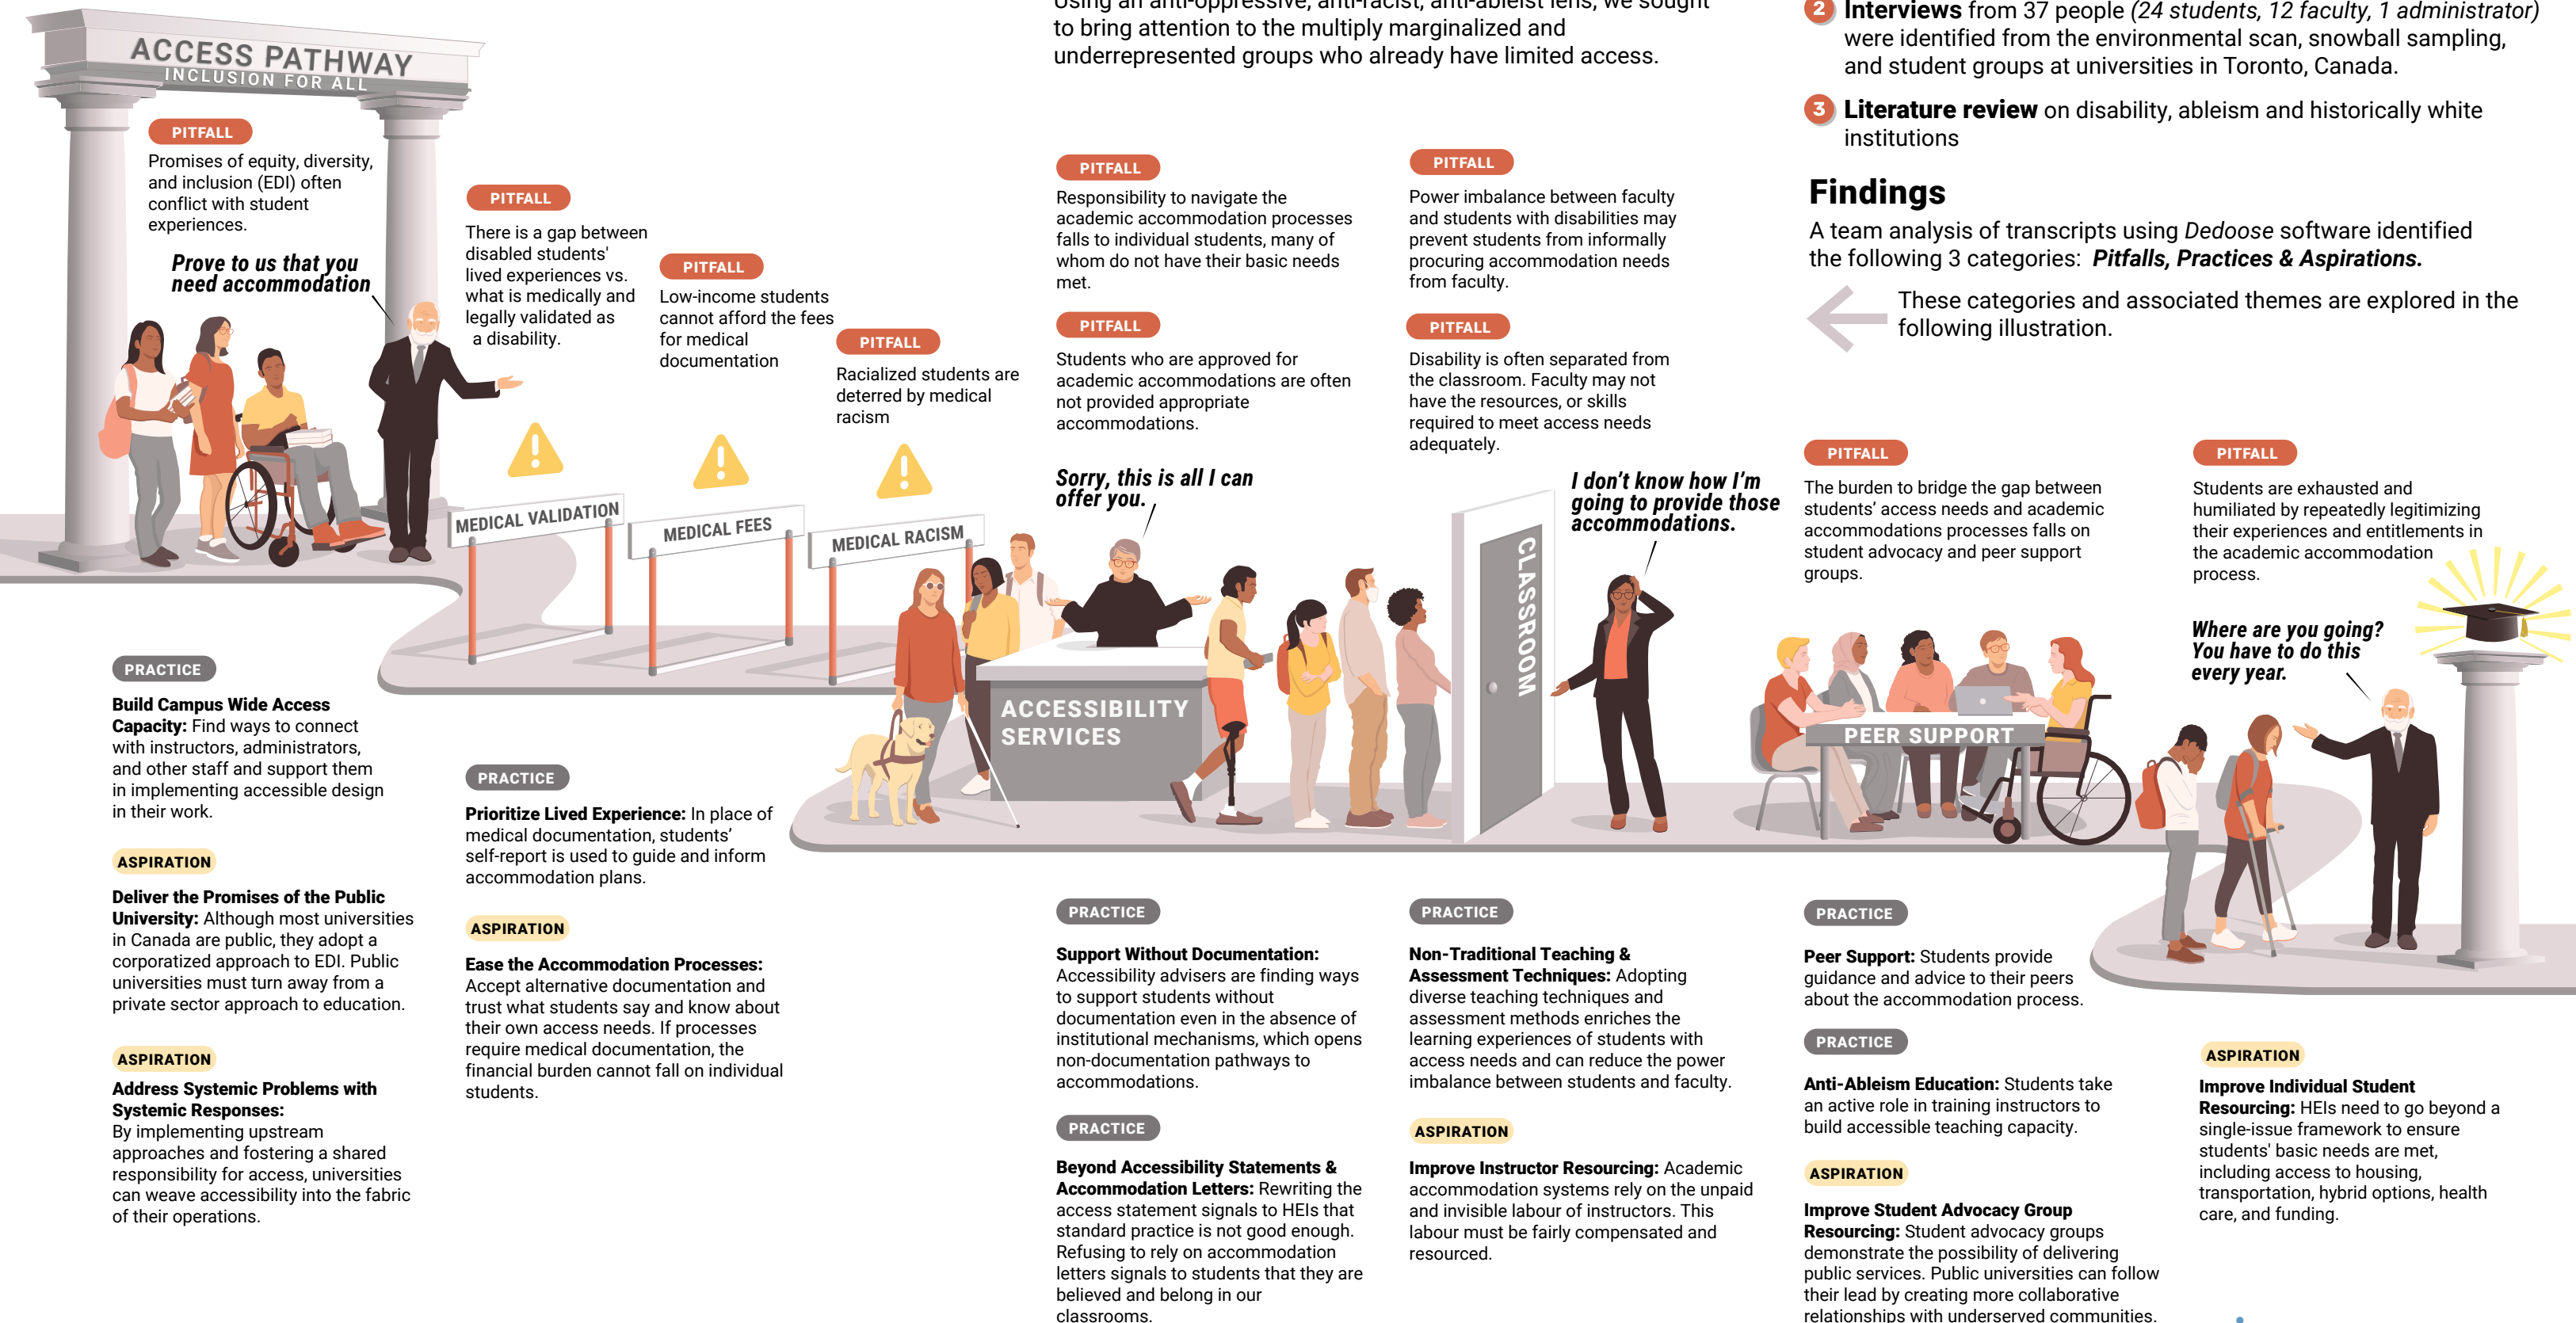 ACCESS PATHWAY
INCLUSION FOR ALL
PITFALL
Promises of equity, diversity,
and inclusion (EDI) often
conflict with student
experiences.
Prove to us that you
need accommodation
PITFALL
There is a gap between
disabled students'
lived experiences vs.
what is medically and
legally validated as
a disability.
PITFALL
Low-income students
cannot afford the fees
for medical
documentation
PITFALL
Racialized students are
deterred by medical
racism
MEDICAL VALIDATION
MEDICAL FEES
MEDICAL RACISM
Using an anti-oppressive, anti-racist, anti-ableist lens, we sought
to bring attention to the multiply marginalized and
underrepresented groups who already have limited access.
PITFALL
Responsibility to navigate the
academic accommodation processes
falls to individual students, many of
whom do not have their basic needs
met.
PITFALL
Students who are approved for
academic accommodations are often
not provided appropriate
accommodations.
Sorry, this is all I can
offer you.
ACCESSIBILITY
SERVICES
PITFALL
Power imbalance between faculty
and students with disabilities may
prevent students from informally
procuring accommodation needs
from faculty.
PITFALL
Disability is often separated from
the classroom. Faculty may not
have the resources, or skills
required to meet access needs
adequately.
I don't know how I'm
going to provide those
accommodations.
CLASSROOM
2 Interviews from 37 people (24 students, 12 faculty, 1 administrator)
were identified from the environmental scan, snowball sampling,
and student groups at universities in Toronto, Canada.
3 Literature review on disability, ableism and historically white
institutions
Findings
A team analysis of transcripts using Dedoose software identified
the following 3 categories: Pitfalls, Practices & Aspirations.
These categories and associated themes are explored in the
following illustration.
PITFALL
The burden to bridge the gap between
students' access needs and academic
accommodations processes falls on
student advocacy and peer support
groups.
PEER SUPPORT
PITFALL
Students are exhausted and
humiliated by repeatedly legitimizing
their experiences and entitlements in
the academic accommodation
process.
Where are you going?
You have to do this
every year.
PRACTICE
Build Campus Wide Access
Capacity: Find ways to connect
with instructors, administrators,
and other staff and support them
in implementing accessible design
in their work.
ASPIRATION
Deliver the Promises of the Public
University: Although most universities
in Canada are public, they adopt a
corporatized approach to EDI. Public
universities must turn away from a
private sector approach to education.
ASPIRATION
Address Systemic Problems with
Systemic Responses:
By implementing upstream
approaches and fostering a shared
responsibility for access, universities
can weave accessibility into the fabric
of their operations.
PRACTICE
Prioritize Lived Experience: In place of
medical documentation, students'
self-report is used to guide and inform
accommodation plans.
ASPIRATION
Ease the Accommodation Processes:
Accept alternative documentation and
trust what students say and know about
their own access needs. If processes
require medical documentation, the
financial burden cannot fall on individual
students.
PRACTICE
Support Without Documentation:
Accessibility advisers are finding ways
to support students without
documentation even in the absence of
institutional mechanisms, which opens
non-documentation pathways to
accommodations.
PRACTICE
Beyond Accessibility Statements &
Accommodation Letters: Rewriting the
access statement signals to HEIs that
standard practice is not good enough.
Refusing to rely on accommodation
letters signals to students that they are
believed and belong in our
classrooms.
PRACTICE
Non-Traditional Teaching &
Assessment Techniques: Adopting
diverse teaching techniques and
assessment methods enriches the
learning experiences of students with
access needs and can reduce the power
imbalance between students and faculty.
ASPIRATION
Improve Instructor Resourcing: Academic
accommodation systems rely on the unpaid
and invisible labour of instructors. This
labour must be fairly compensated and
resourced.
PRACTICE
Peer Support: Students provide
guidance and advice to their peers
about the accommodation process.
PRACTICE
Anti-Ableism Education: Students take
an active role in training instructors to
build accessible teaching capacity.
ASPIRATION
Improve Student Advocacy Group
Resourcing: Student advocacy groups
demonstrate the possibility of delivering
public services. Public universities can follow
their lead by creating more collaborative
relationships with underserved communities.
ASPIRATION
Improve Individual Student
Resourcing: HEIs need to go beyond a
single-issue framework to ensure
students' basic needs are met,
including access to housing,
transportation, hybrid options, health
care, and funding.